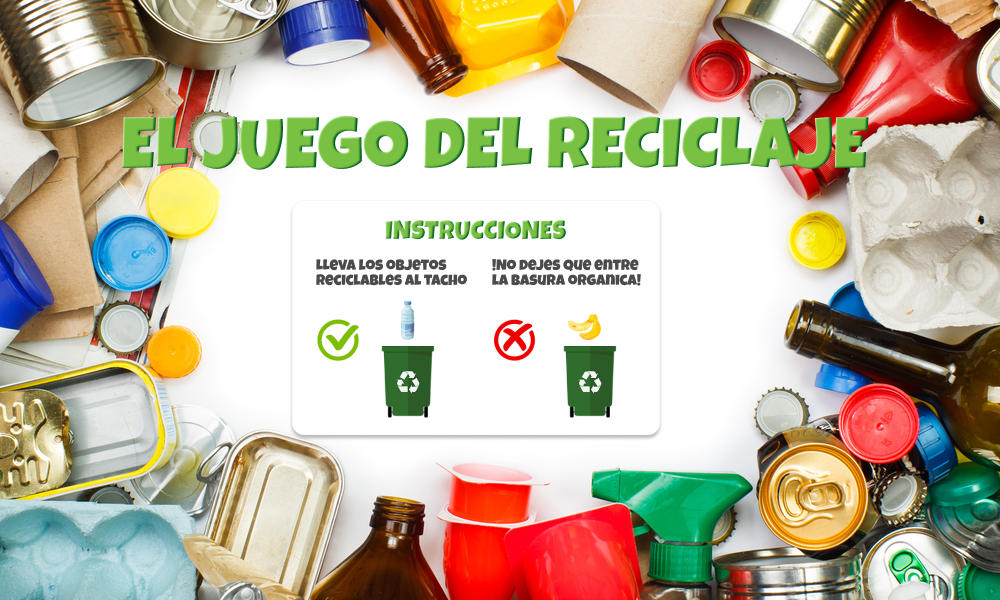 EL JUEGO DEL RECICLAJE
INSTRUCCIONES
LLEVA LOS OBJETOS
RECICLABLES AL TACHO
!NO DEJES QUE ENTRE
LA BASURA ORGANICA!